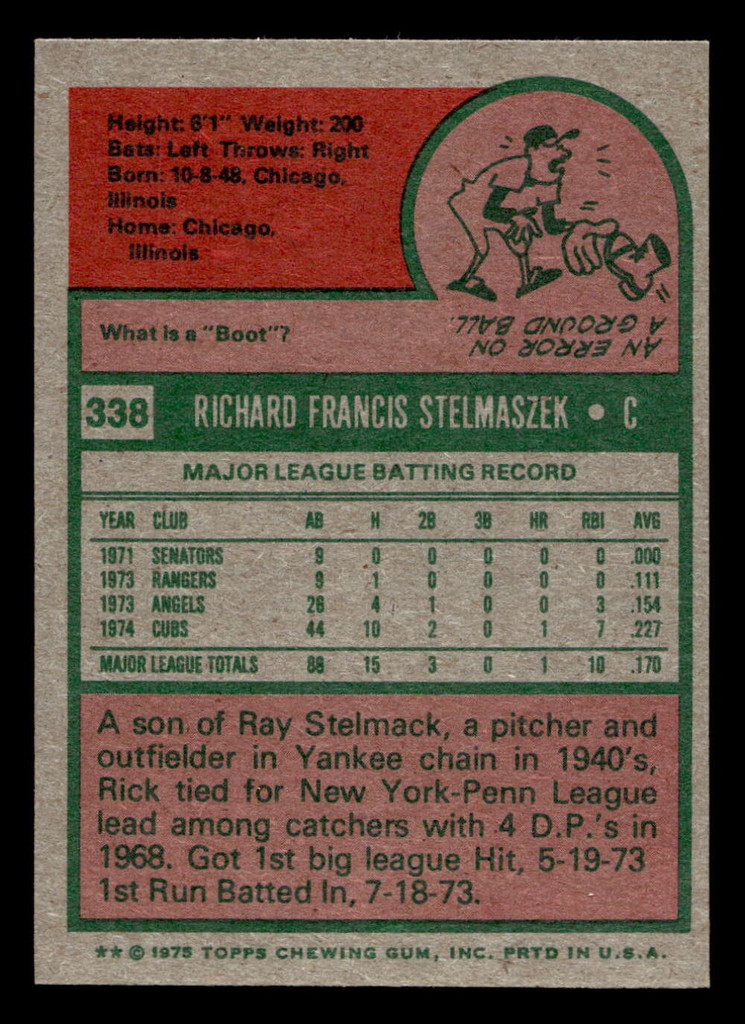 Height: 6'1" Weight: 200
Bats: Left Throws: Right
Born: 10-8-48, Chicago,
Illinois
Home: Chicago,
Illinois
What is a "Boot"?
AN ERROR ON
A GROUND BALL.
338 RICHARD FRANCIS STELMASZEK • C
MAJOR LEAGUE BATTING RECORD
YEAR CLUB AB H 2B 3B HR RBI AVG
1971 SENATORS 9 0 0 0 0 0 .000
1973 RANGERS 9 1 0 0 0 0 .111
1973 ANGELS 26 4 1 0 0 3 .154
1974 CUBS 44 10 2 0 1 7 .227
MAJOR LEAGUE TOTALS 88 15 3 0 1 10 .170
A son of Ray Stelmack, a pitcher and
outfielder in Yankee chain in 1940's,
Rick tied for New York-Penn League
lead among catchers with 4 D.P.'s in
1968. Got 1st big league Hit, 5-19-73
1st Run Batted In, 7-18-73.
** © 1975 TOPPS CHEWING GUM, INC. PRTD IN U.S.A.